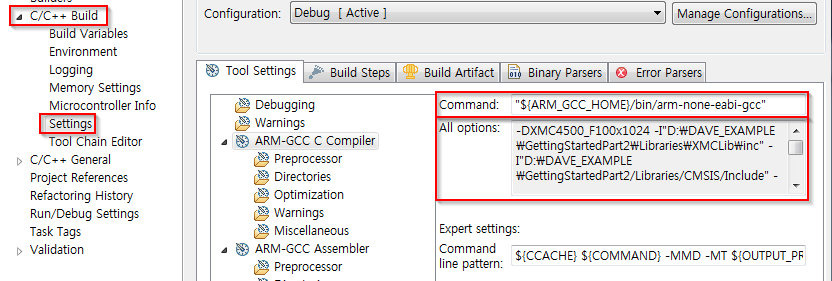 Builders
C/C++ Build
Build Variables
Environment
Logging
Memory Settings
Microcontroller Info
Settings
Tool Chain Editor
C/C++ General
Project References
Refactoring History
Run/Debug Settings
Task Tags
Validation
Configuration:
Debug [ Active ]
Manage Configurations...
Tool Settings
Build Steps
Build Artifact
Binary Parsers
Error Parsers
Debugging
Warnings
ARM-GCC C Compiler
Preprocessor
Directories
Optimization
Warnings
Miscellaneous
ARM-GCC Assembler
Preprocessor
Command:
"${ARM_GCC_HOME}/bin/arm-none-eabi-gcc"
All options:
-DXMC4500_F100x1024 -I"D:₩DAVE_EXAMPLE
₩GettingStartedPart2₩Libraries₩XMCLib₩inc" -
I"D:₩DAVE_EXAMPLE
₩GettingStartedPart2/Libraries/CMSIS/Include" -
Expert settings:
Command
line pattern:
${CCACHE} ${COMMAND} -MMD -MT ${OUTPUT_PR